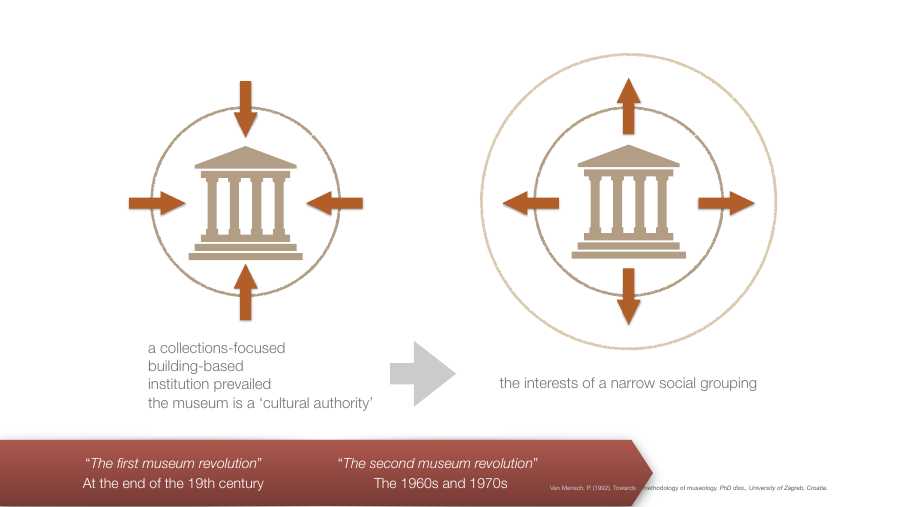 a collections-focused
building-based
institution prevailed
the museum is a ‘cultural authority’
the interests of a narrow social grouping
“The first museum revolution”
At the end of the 19th century
“The second museum revolution”
The 1960s and 1970s
Van Mensch, P. (1992). Towards methodology of museology. PhD diss., University of Zagreb, Croatia.